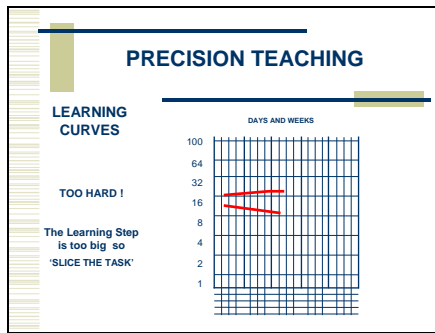 PRECISION TEACHING
LEARNING
CURVES
DAYS AND WEEKS
100
64
32
16
8
4
2
1
TOO HARD !
The Learning Step
is too big  so
‘SLICE THE TASK’